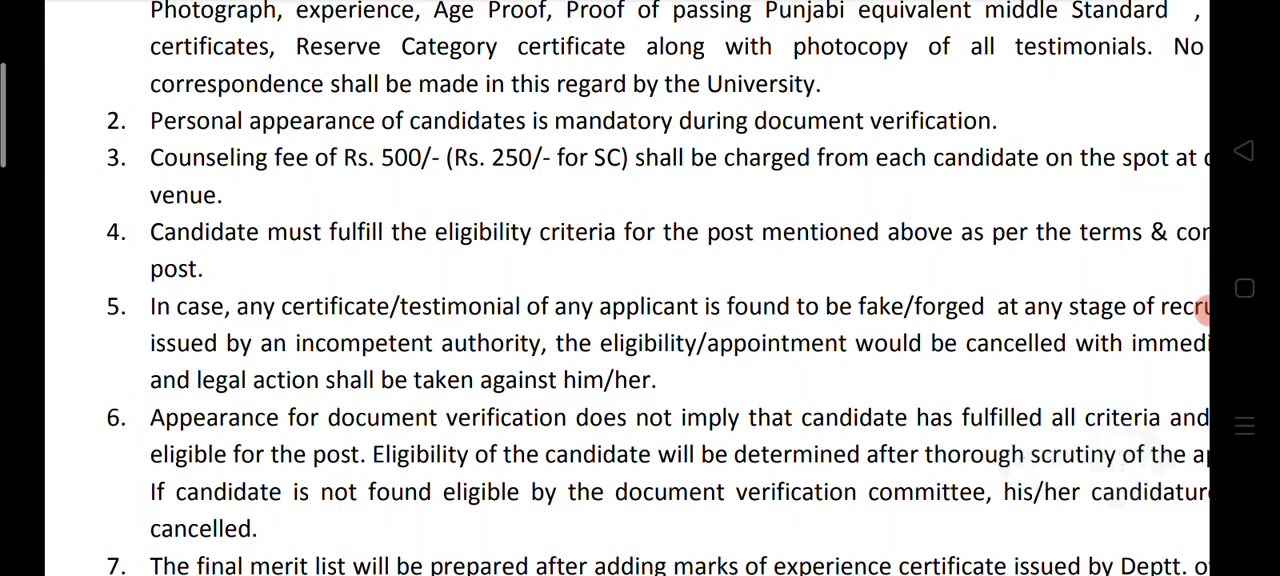 Photograph, experience, Age Proof, Proof of passing Punjabi equivalent middle Standard ,
certificates, Reserve Category certificate along with photocopy of all testimonials. No
correspondence shall be made in this regard by the University.
2. Personal appearance of candidates is mandatory during document verification.
3. Counseling fee of Rs. 500/- (Rs. 250/- for SC) shall be charged from each candidate on the spot at
venue.
4. Candidate must fulfill the eligibility criteria for the post mentioned above as per the terms &
post.
5. In case, any certificate/testimonial of any applicant is found to be fake/forged at any stage of
issued by an incompetent authority, the eligibility/appointment would be cancelled with
and legal action shall be taken against him/her.
6. Appearance for document verification does not imply that candidate has fulfilled all criteria and
eligible for the post. Eligibility of the candidate will be determined after thorough scrutiny of the
If candidate is not found eligible by the document verification committee, his/her
cancelled.
7. The final merit list will be prepared after adding marks of experience certificate issued by Deptt.